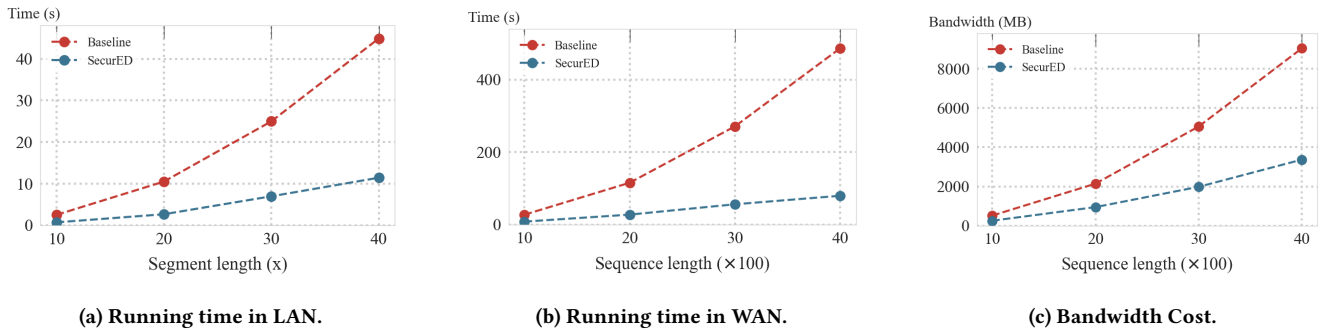 Time (s)
Baseline
SecurED
40
30
20
10
0
10 20 30 40
Segment length (x)
(a) Running time in LAN.
Time (s)
Baseline
SecurED
400
200
0
10 20 30 40
Sequence length (×100)
(b) Running time in WAN.
Bandwidth (MB)
Baseline
SecurED
8000
6000
4000
2000
0
10 20 30 40
Sequence length (×100)
(c) Bandwidth Cost.